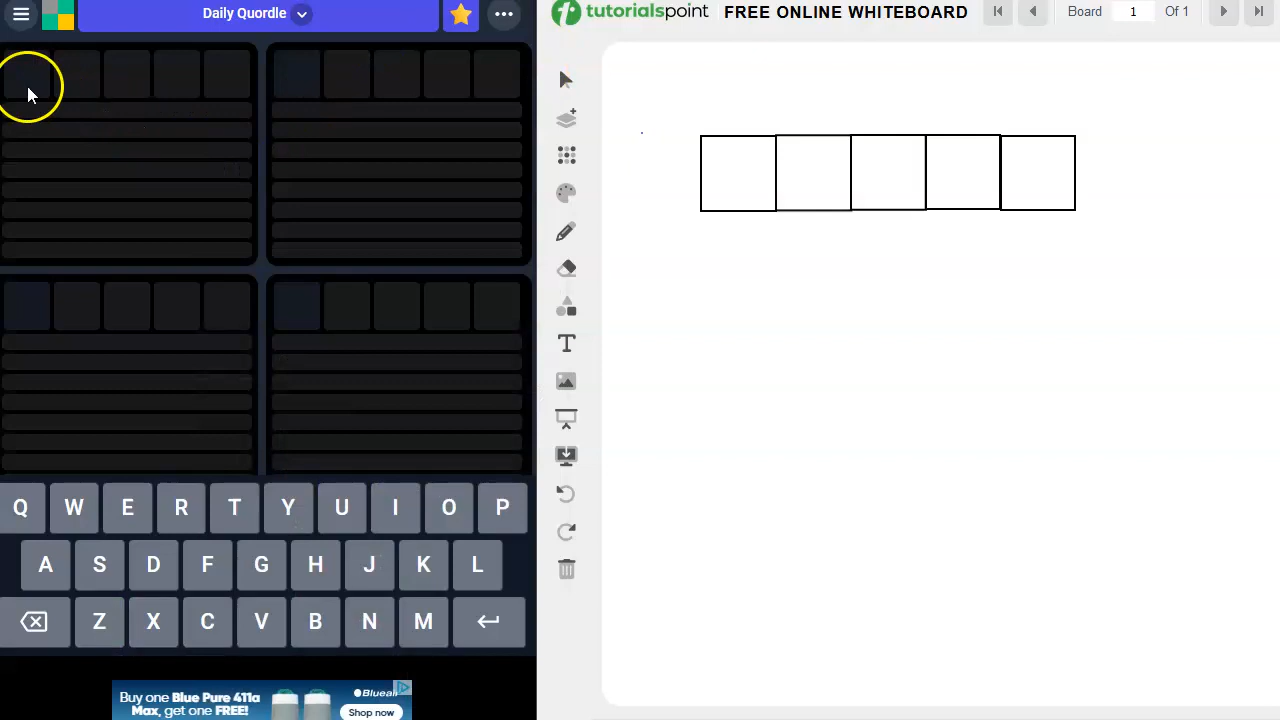 Daily Quordle
tutorialspoint FREE ONLINE WHITEBOARD Board 1 Of 1
Q W E R T Y U I O P
A S D F G H J K L
Z X C V B N M
T
Buy one Blue Pure 411a
Max, get one FREE!
Blueair
Shop now